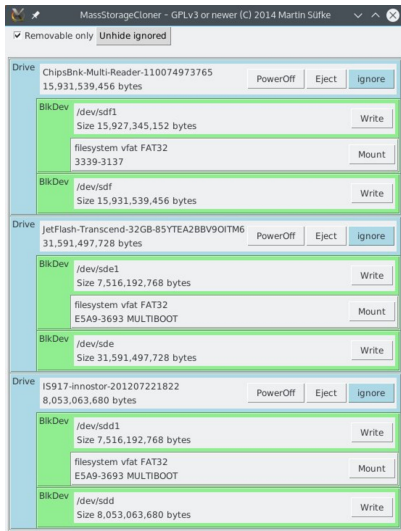 MassStorageCloner - GPLv3 or newer (C) 2014 Martin Süfke
Removable only Unhide ignored
Drive
ChipsBnk-Multi-Reader-110074973765
15,931,539,456 bytes
PowerOff Eject ignore
BlkDev
/dev/sdf1
Size 15,927,345,152 bytes
Write
filesystem vfat FAT32
3339-3137
Mount
BlkDev
/dev/sdf
Size 15,931,539,456 bytes
Write
Drive
JetFlash-Transcend-32GB-85YTEA2BBV9OITM6
31,591,497,728 bytes
PowerOff Eject ignore
BlkDev
/dev/sde1
Size 7,516,192,768 bytes
Write
filesystem vfat FAT32
E5A9-3693 MULTIBOOT
Mount
BlkDev
/dev/sde
Size 31,591,497,728 bytes
Write
Drive
IS917-innostor-201207221822
8,053,063,680 bytes
PowerOff Eject ignore
BlkDev
/dev/sdd1
Size 7,516,192,768 bytes
Write
filesystem vfat FAT32
E5A9-3693 MULTIBOOT
Mount
BlkDev
/dev/sdd
Size 8,053,063,680 bytes
Write